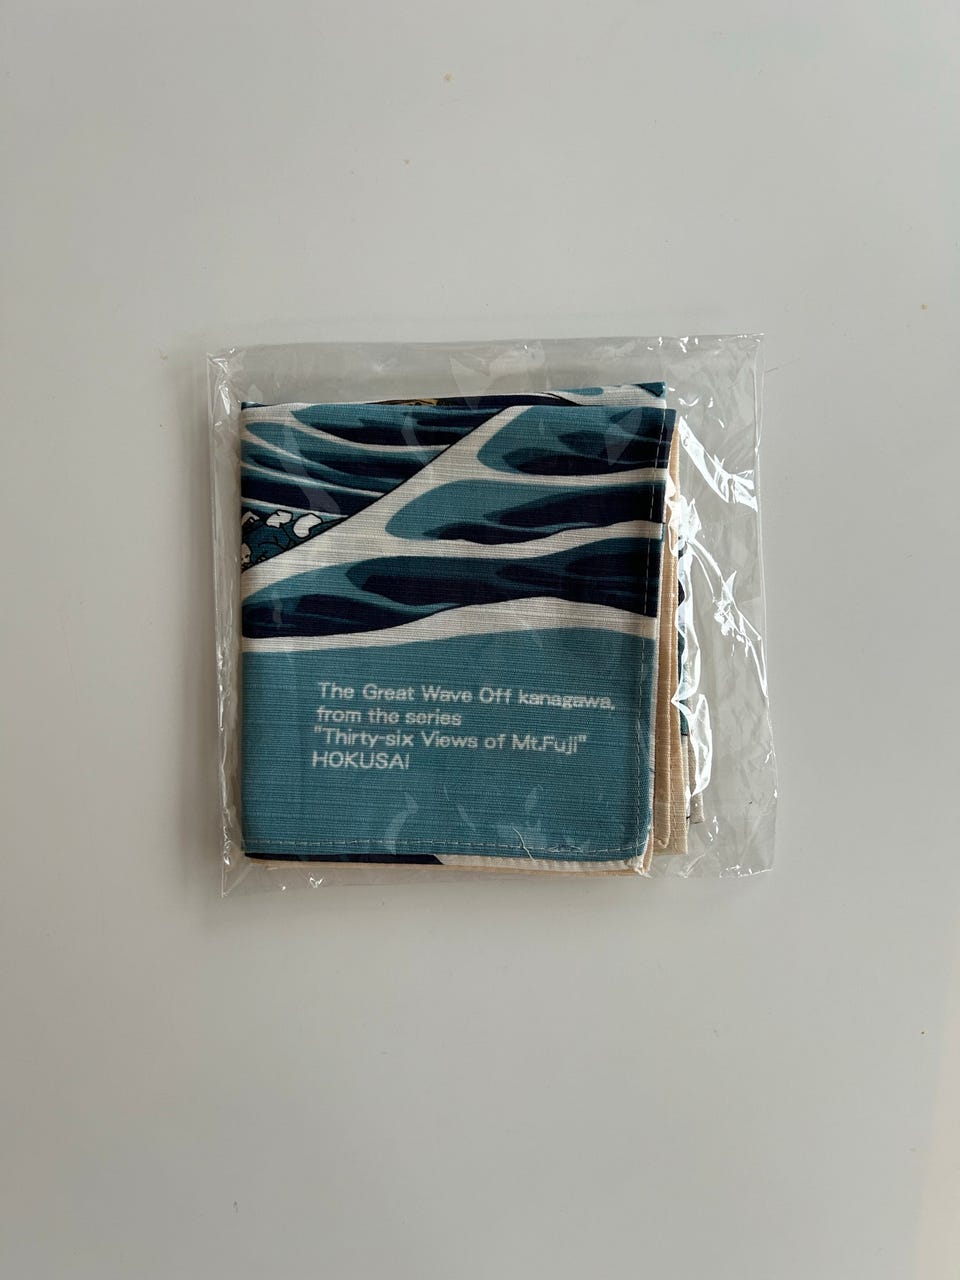 The Great Wave Off kanagawa,
from the series
"Thirty-six Views of Mt.Fuji"
HOKUSAI